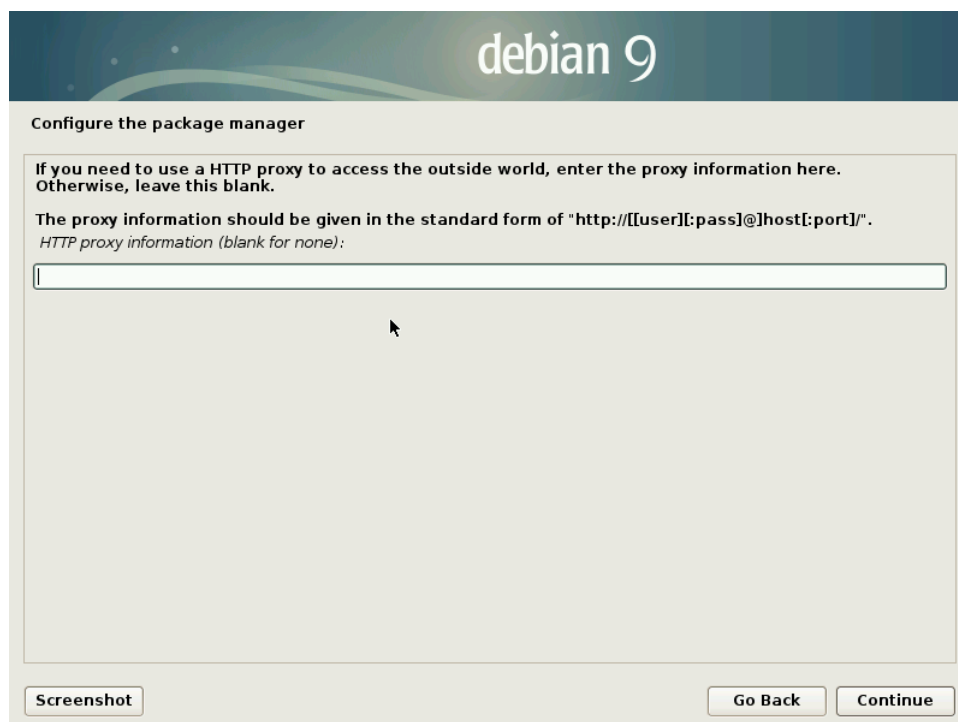 debian 9
Configure the package manager
If you need to use a HTTP proxy to access the outside world, enter the proxy information here.
Otherwise, leave this blank.
The proxy information should be given in the standard form of "http://[[user][:pass]@]host[:port]/".
HTTP proxy information (blank for none):
Screenshot
Go Back
Continue